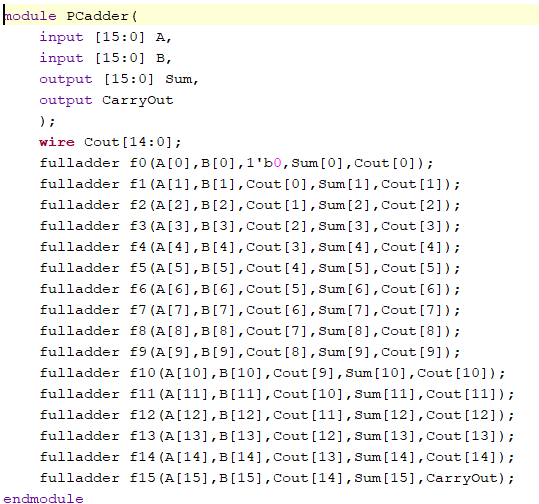 module PCadder(
    input [15:0] A,
    input [15:0] B,
    output [15:0] Sum,
    output CarryOut
    );
    wire Cout[14:0];
    fulladder f0(A[0],B[0],1'b0,Sum[0],Cout[0]);
    fulladder f1(A[1],B[1],Cout[0],Sum[1],Cout[1]);
    fulladder f2(A[2],B[2],Cout[1],Sum[2],Cout[2]);
    fulladder f3(A[3],B[3],Cout[2],Sum[3],Cout[3]);
    fulladder f4(A[4],B[4],Cout[3],Sum[4],Cout[4]);
    fulladder f5(A[5],B[5],Cout[4],Sum[5],Cout[5]);
    fulladder f6(A[6],B[6],Cout[5],Sum[6],Cout[6]);
    fulladder f7(A[7],B[7],Cout[6],Sum[7],Cout[7]);
    fulladder f8(A[8],B[8],Cout[7],Sum[8],Cout[8]);
    fulladder f9(A[9],B[9],Cout[8],Sum[9],Cout[9]);
    fulladder f10(A[10],B[10],Cout[9],Sum[10],Cout[10]);
    fulladder f11(A[11],B[11],Cout[10],Sum[11],Cout[11]);
    fulladder f12(A[12],B[12],Cout[11],Sum[12],Cout[12]);
    fulladder f13(A[13],B[13],Cout[12],Sum[13],Cout[13]);
    fulladder f14(A[14],B[14],Cout[13],Sum[14],Cout[14]);
    fulladder f15(A[15],B[15],Cout[14],Sum[15],CarryOut);
endmodule